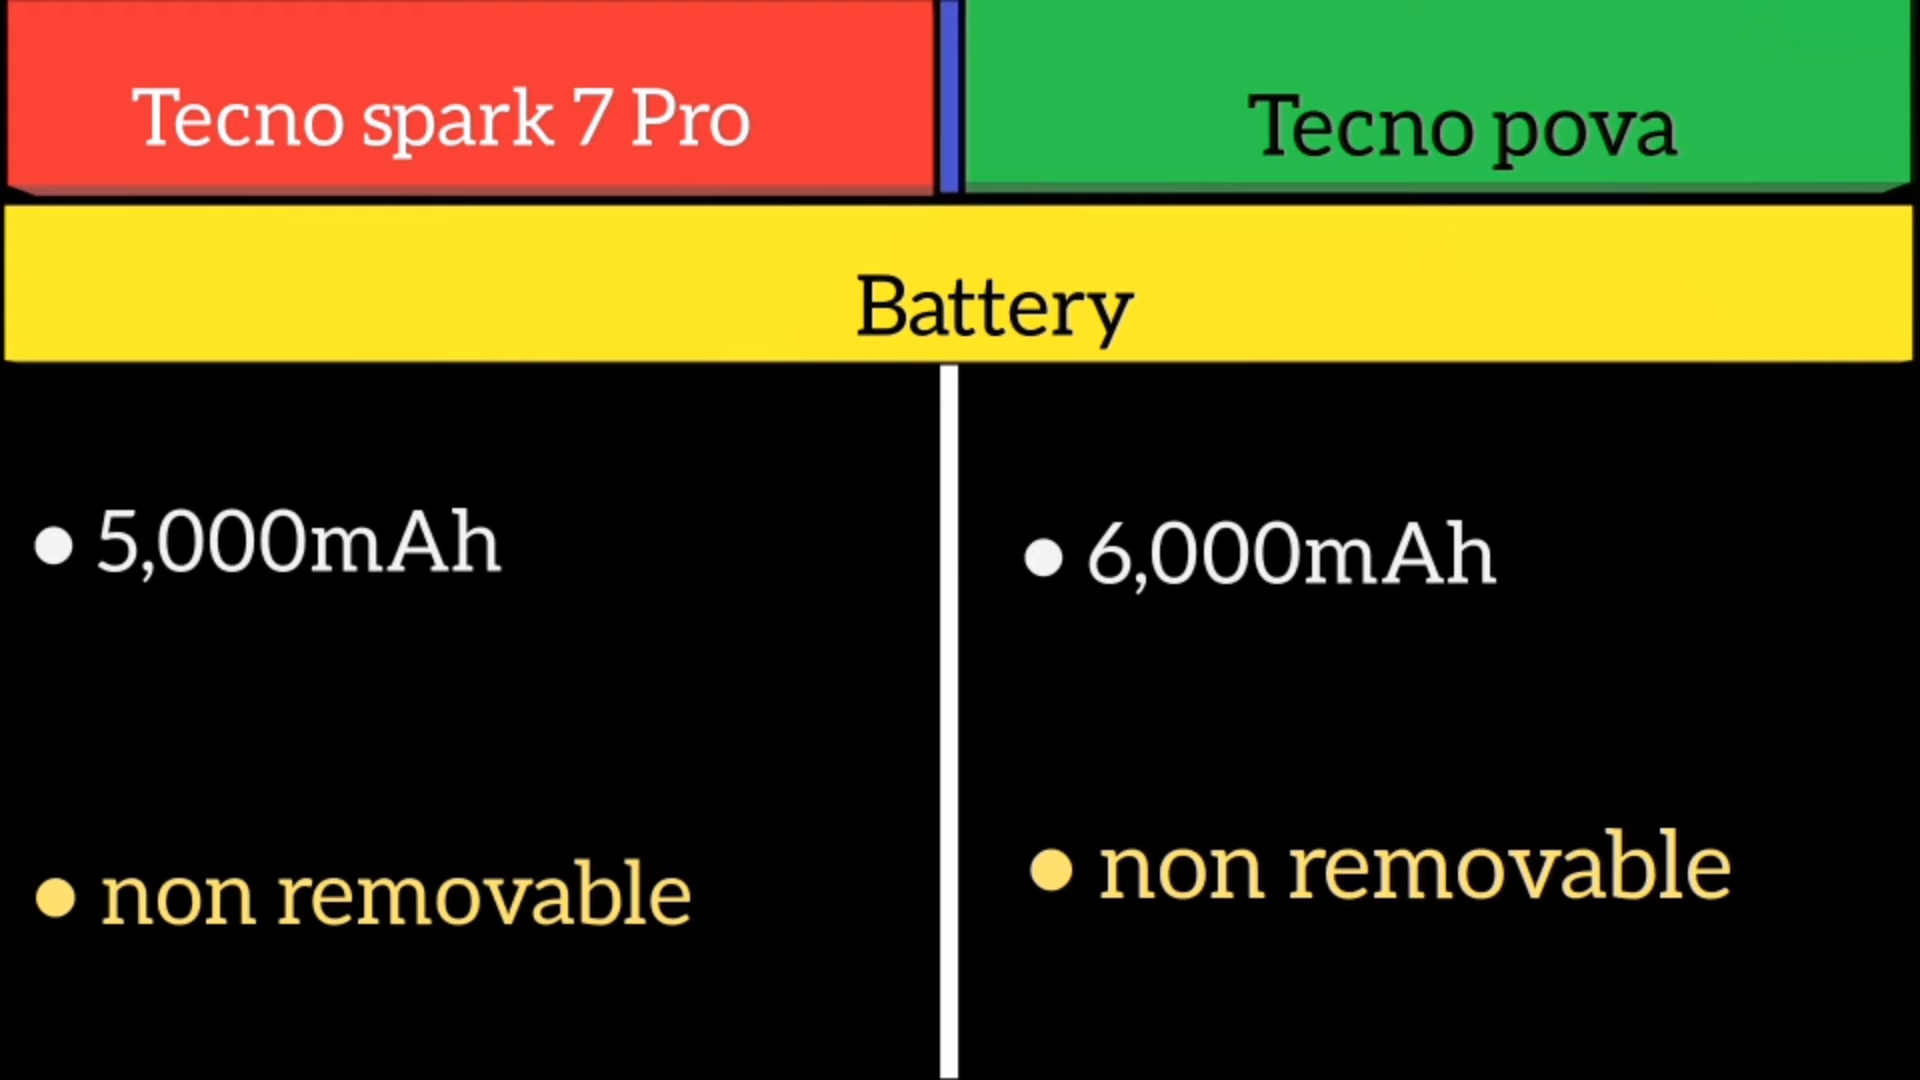 Tecno spark 7 Pro
Tecno pova
Battery
● 5,000mAh
● non removable
● 6,000mAh
● non removable